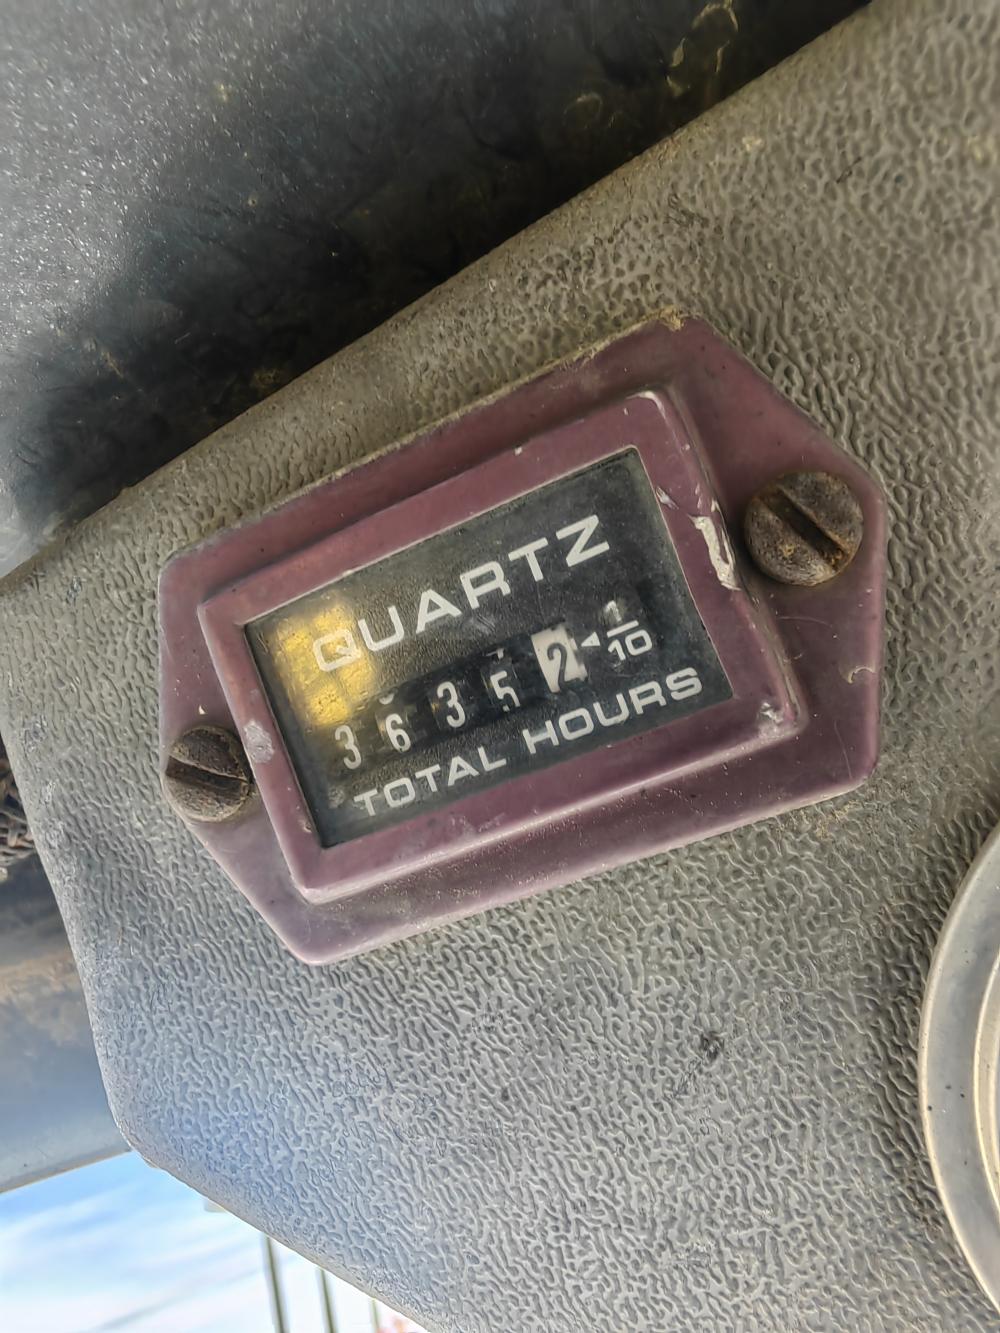 QUARTZ
3 6 3 5 2 ◄ 1/10
TOTAL HOURS